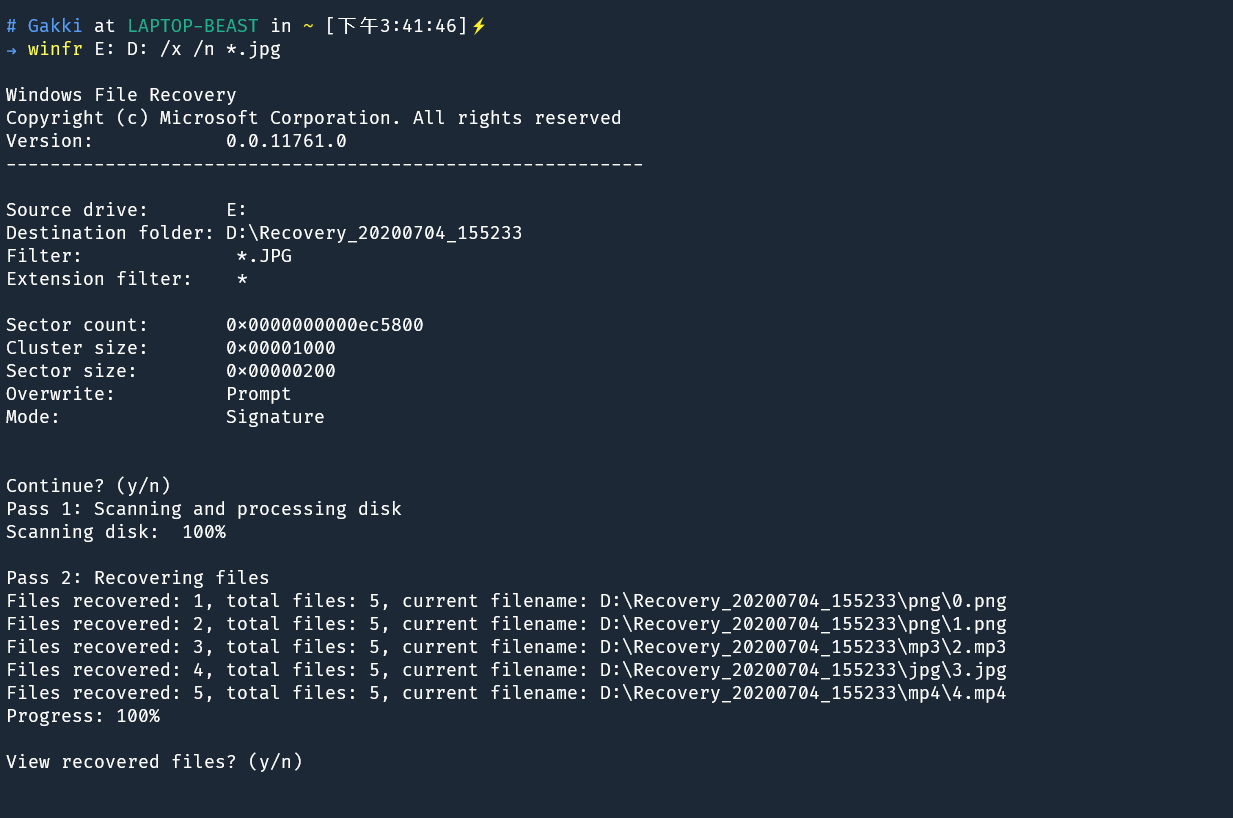 # Gakki at LAPTOP-BEAST in ~ [下午3:41:46]⚡
→ winfr E: D: /x /n *.jpg
Windows File Recovery
Copyright (c) Microsoft Corporation. All rights reserved
Version:            0.0.11761.0
----------------------------------------------------------
Source drive:       E:
Destination folder: D:\Recovery_20200704_155233
Filter:              *.JPG
Extension filter:    *
Sector count:       0x0000000000ec5800
Cluster size:       0x00001000
Sector size:        0x00000200
Overwrite:          Prompt
Mode:               Signature
Continue? (y/n)
Pass 1: Scanning and processing disk
Scanning disk:  100%
Pass 2: Recovering files
Files recovered: 1, total files: 5, current filename: D:\Recovery_20200704_155233\png\0.png
Files recovered: 2, total files: 5, current filename: D:\Recovery_20200704_155233\png\1.png
Files recovered: 3, total files: 5, current filename: D:\Recovery_20200704_155233\mp3\2.mp3
Files recovered: 4, total files: 5, current filename: D:\Recovery_20200704_155233\jpg\3.jpg
Files recovered: 5, total files: 5, current filename: D:\Recovery_20200704_155233\mp4\4.mp4
Progress: 100%
View recovered files? (y/n)